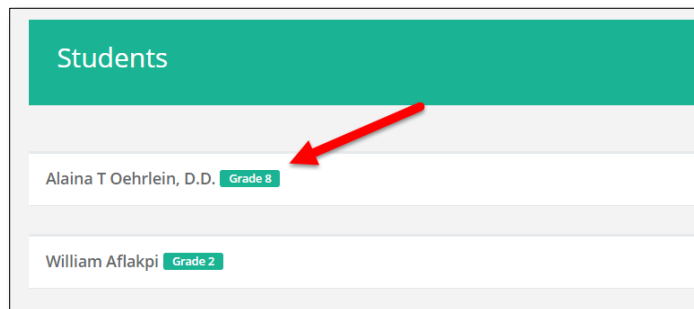 Students
Alaina T Oehrlein, D.D. Grade 8
William Aflakpi Grade 2